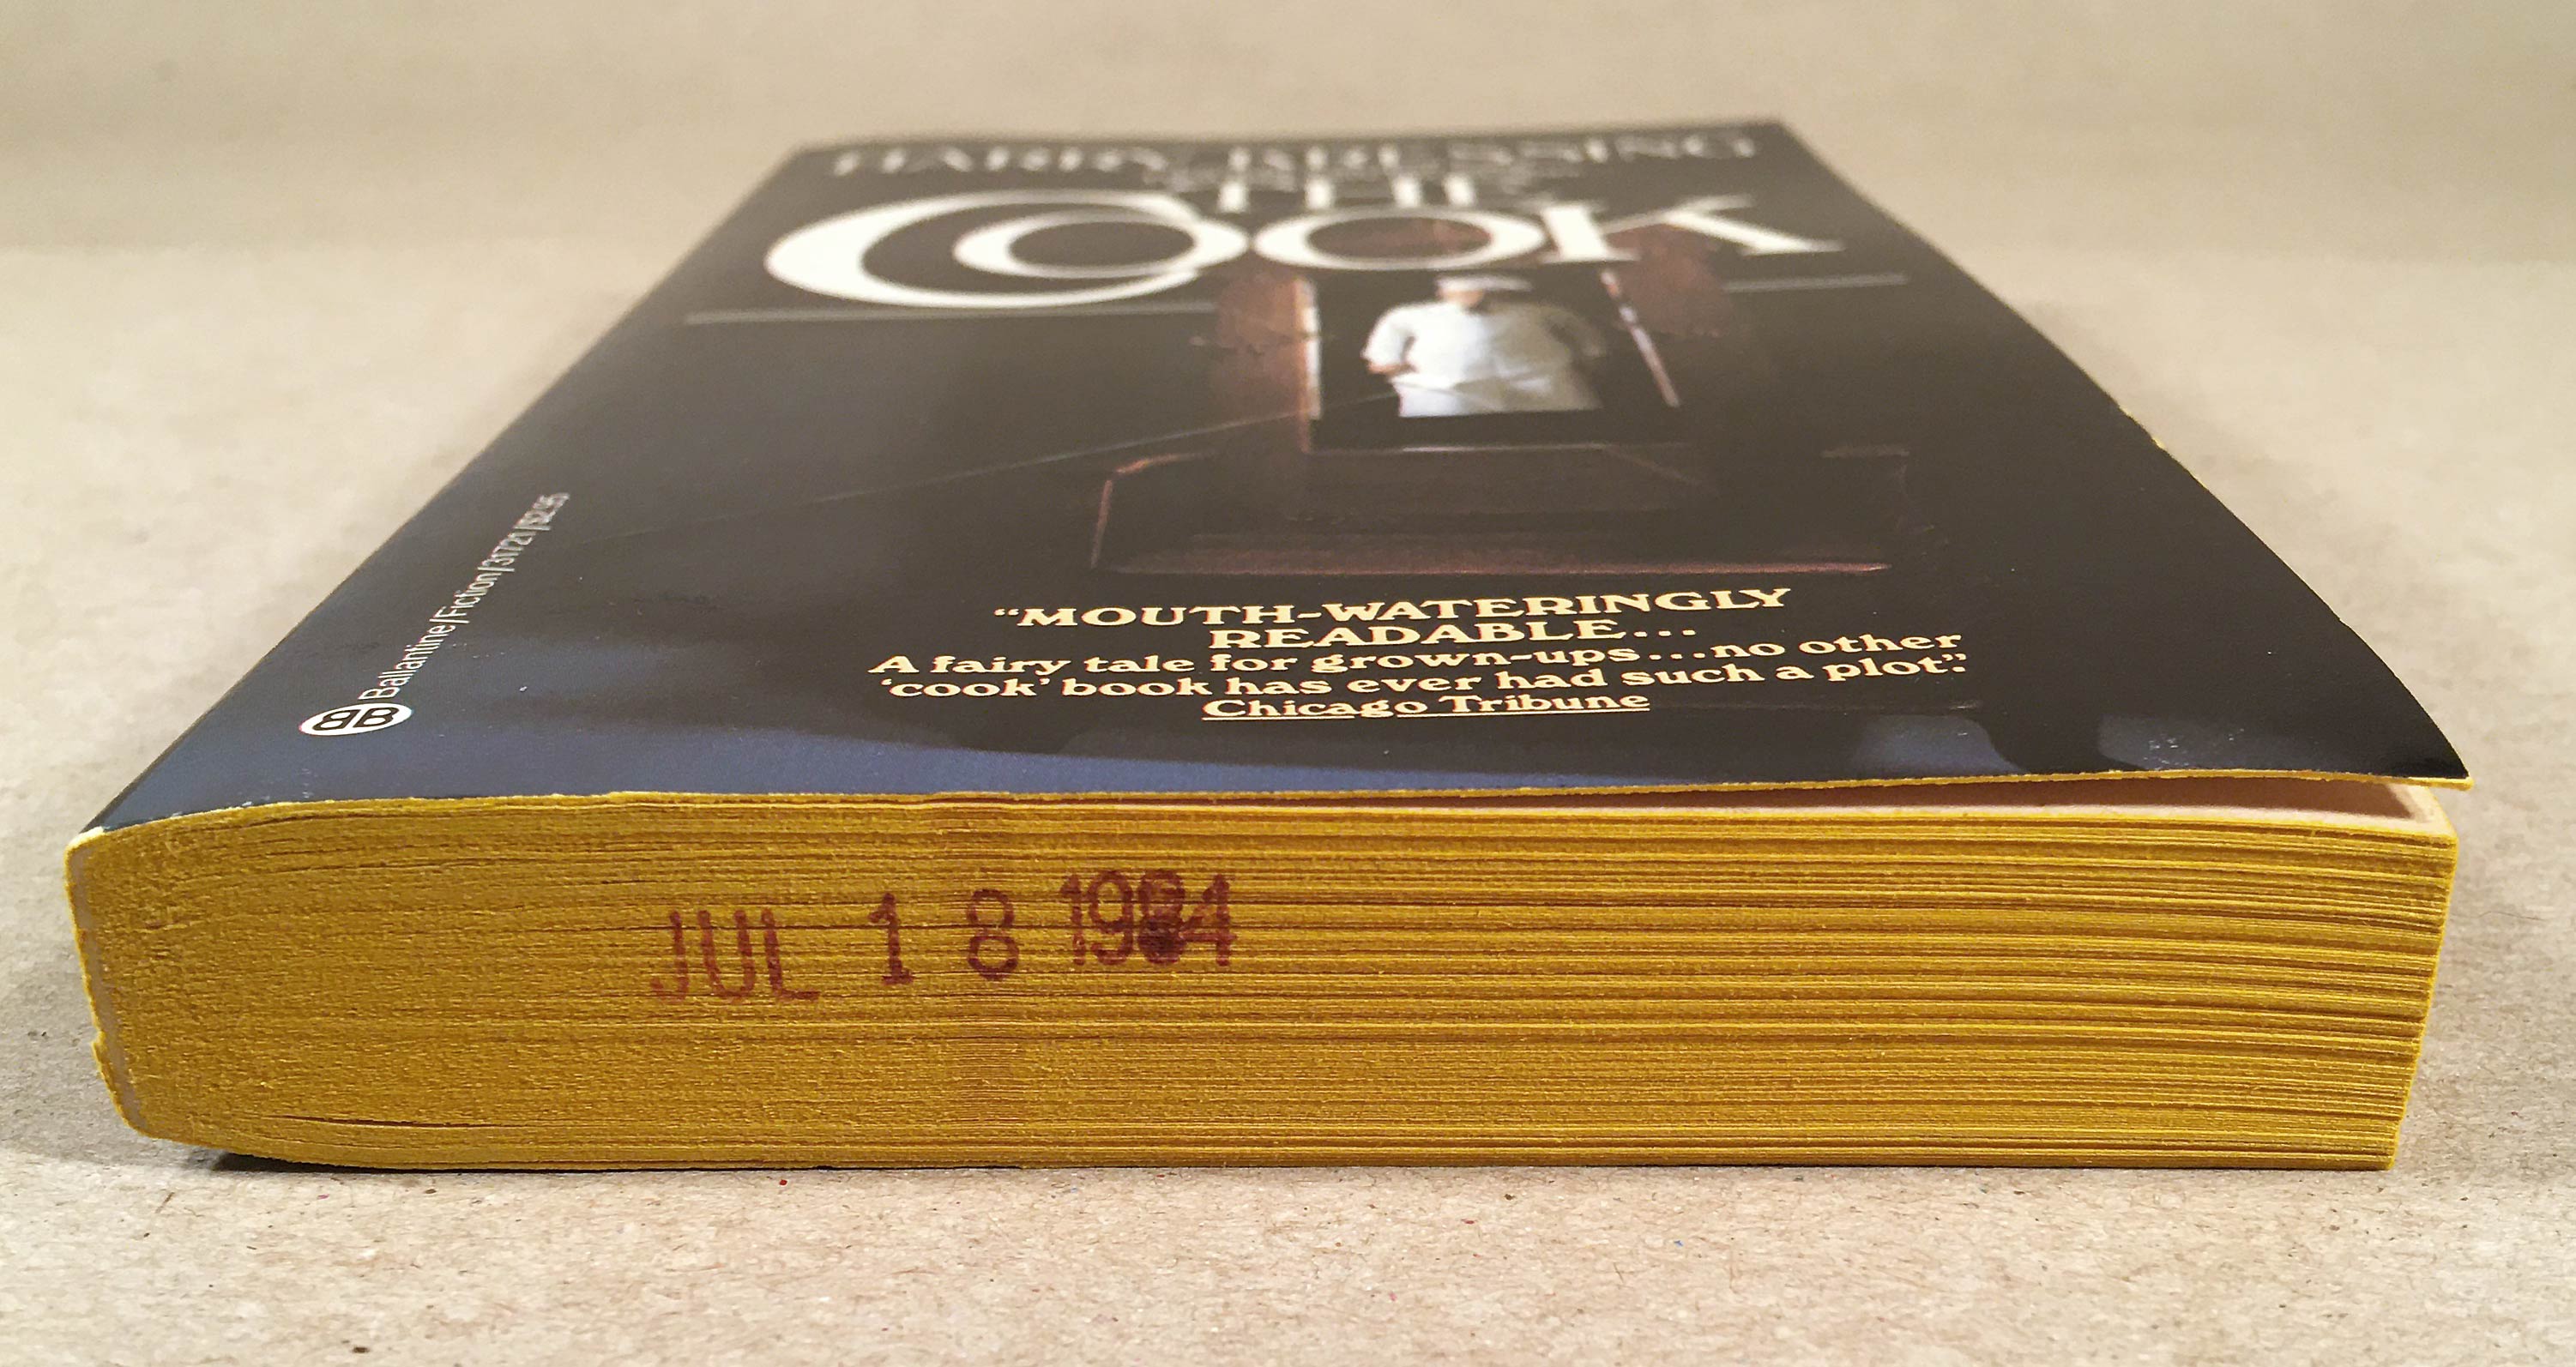 HARRY KRESSING
THE
COOK
"MOUTH-WATERINGLY
READABLE...
A fairy tale for grown-ups...no other
'cook' book has ever had such a plot."
Chicago Tribune
BB Ballantine/Fiction/31721/$2.95
JUL 18 1984